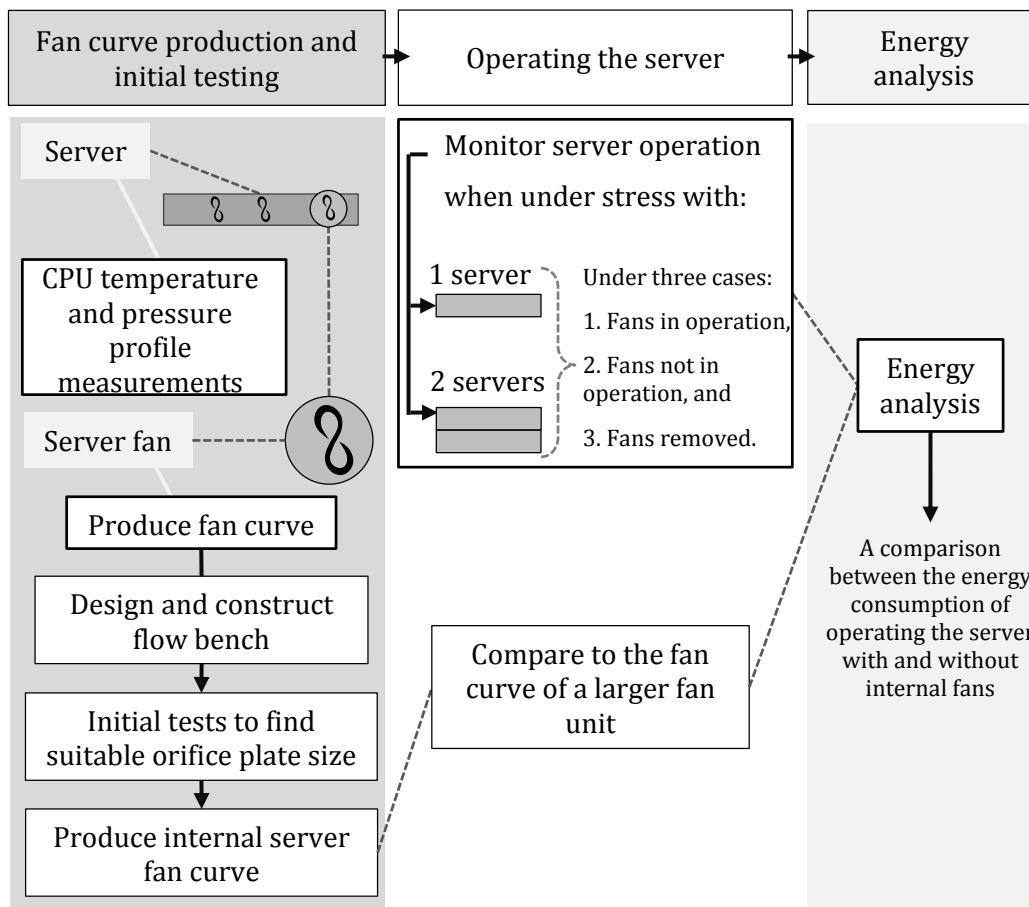 Fan curve production and
initial testing
Operating the server
Energy
analysis
Server
CPU temperature
and pressure
profile
measurements
Server fan
Produce fan curve
Design and construct
flow bench
Initial tests to find
suitable orifice plate size
Produce internal server
fan curve
Monitor server operation
when under stress with:
1 server
2 servers
Under three cases:
1. Fans in operation,
2. Fans not in
operation, and
3. Fans removed.
Compare to the fan
curve of a larger fan
unit
Energy
analysis
A comparison
between the energy
consumption of
operating the server
with and without
internal fans